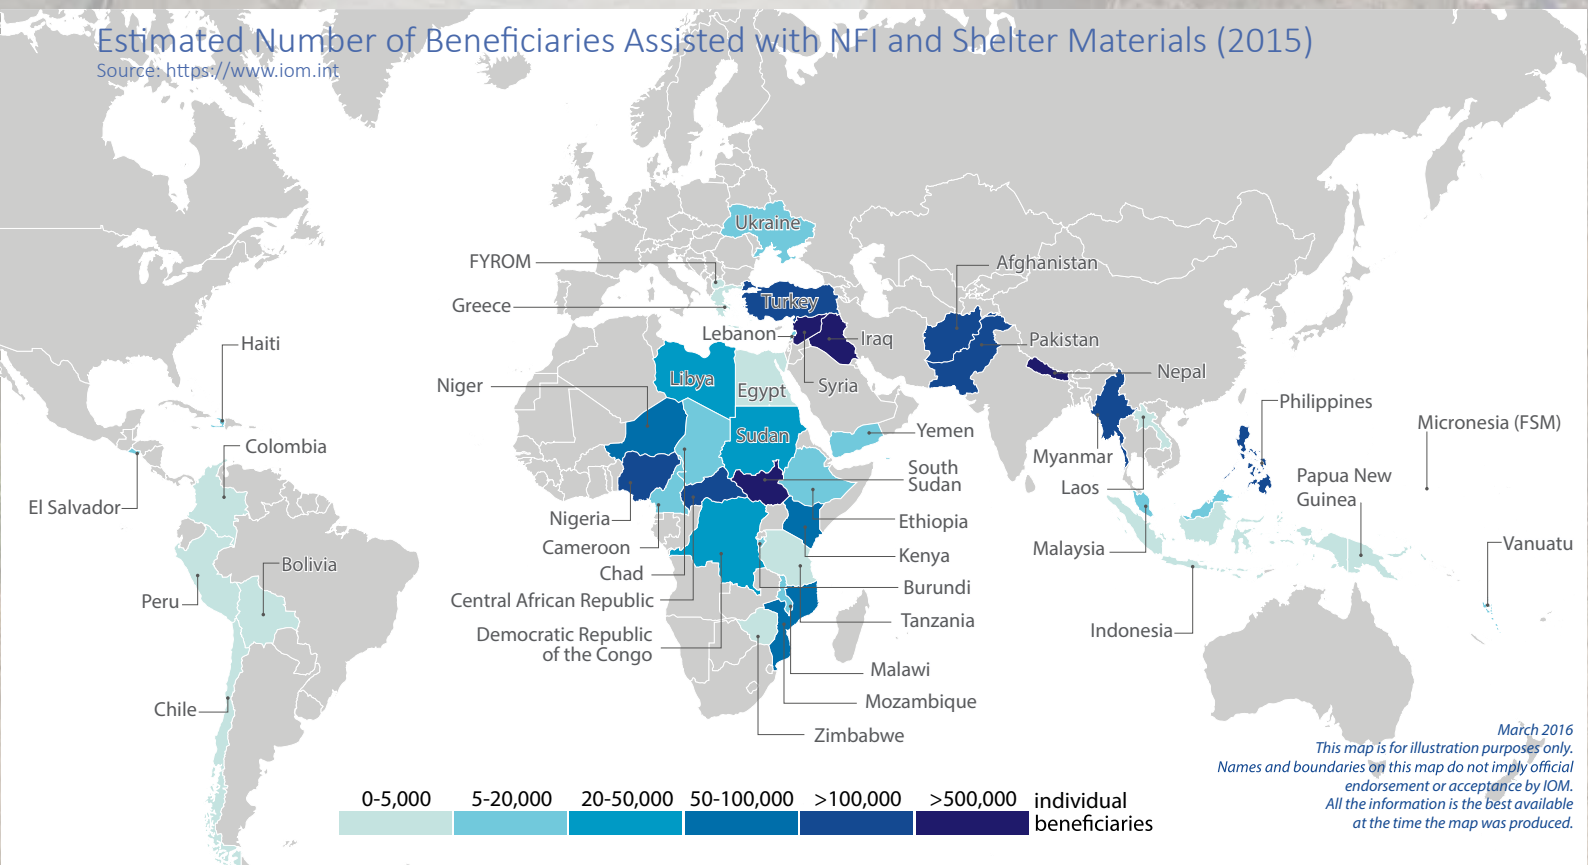 Estimated Number of Beneficiaries Assisted with NFI and Shelter Materials (2015)
Source: https://www.iom.int
Ukraine
FYROM
Afghanistan
Greece
Turkey
Lebanon
Iraq
Pakistan
Haiti
Niger
Libya
Egypt
Syria
Nepal
Philippines
Micronesia (FSM)
Colombia
Sudan
Yemen
Myanmar
South
Sudan
Papua New
Guinea
El Salvador
Laos
Nigeria
Ethiopia
Cameroon
Kenya
Malaysia
Vanuatu
Bolivia
Chad
Burundi
Peru
Central African Republic
Tanzania
Indonesia
Democratic Republic
of the Congo
Malawi
Mozambique
Chile
Zimbabwe
March 2016
This map is for illustration purposes only.
Names and boundaries on this map do not imply official
endorsement or acceptance by IOM.
All the information is the best available
at the time the map was produced.
0-5,000 5-20,000 20-50,000 50-100,000 >100,000 >500,000 individual
beneficiaries